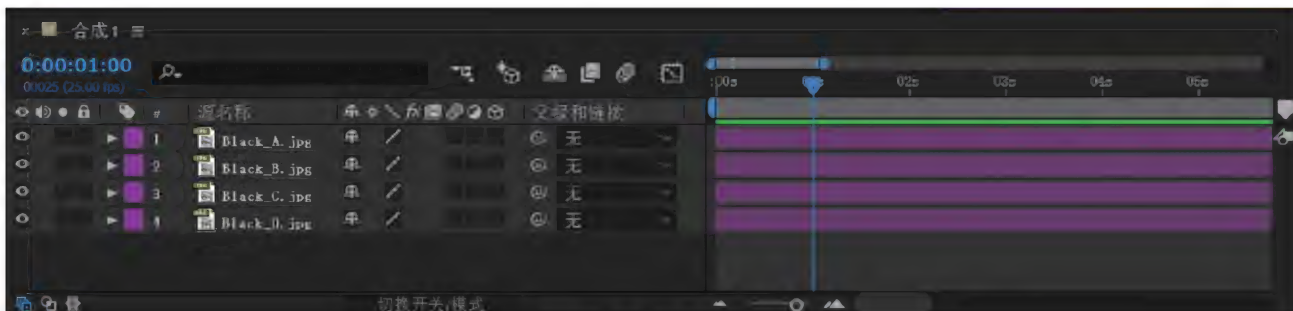 合成 1
0:00:01:00
00025 (25.00 fps)
:00s 02s 03s 04s 05s
# 源名称 fx 父级和链接
1 Black_A.jpg 无
2 Black_B.jpg 无
3 Black_C.jpg 无
4 Black_D.jpg 无
切换开关/模式